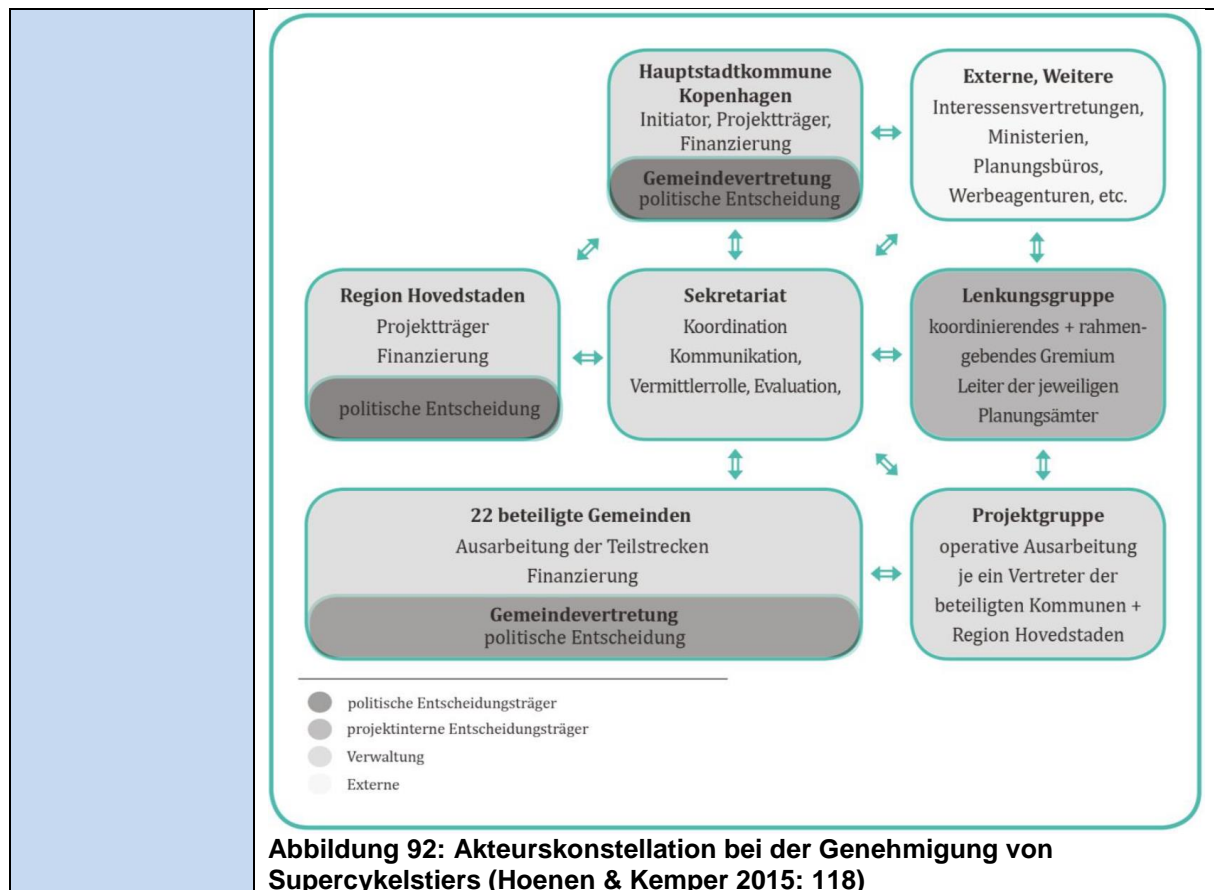 Hauptstadtkommune
Kopenhagen
Initiator, Projektträger,
Finanzierung
Gemeindevertretung
politische Entscheidung
Externe, Weitere
Interessensvertretungen,
Ministerien,
Planungsbüros,
Werbeagenturen, etc.
Region Hovedstaden
Projektträger
Finanzierung
politische Entscheidung
Sekretariat
Koordination
Kommunikation,
Vermittlerrolle, Evaluation,
Lenkungsgruppe
koordinierendes + rahmen-
gebendes Gremium
Leiter der jeweiligen
Planungsämter
22 beteiligte Gemeinden
Ausarbeitung der Teilstrecken
Finanzierung
Gemeindevertretung
politische Entscheidung
Projektgruppe
operative Ausarbeitung
je ein Vertreter der
beteiligten Kommunen +
Region Hovedstaden
politische Entscheidungsträger
projektinterne Entscheidungsträger
Verwaltung
Externe
Abbildung 92: Akteurskonstellation bei der Genehmigung von
Supercykelstiers (Hoenen & Kemper 2015: 118)